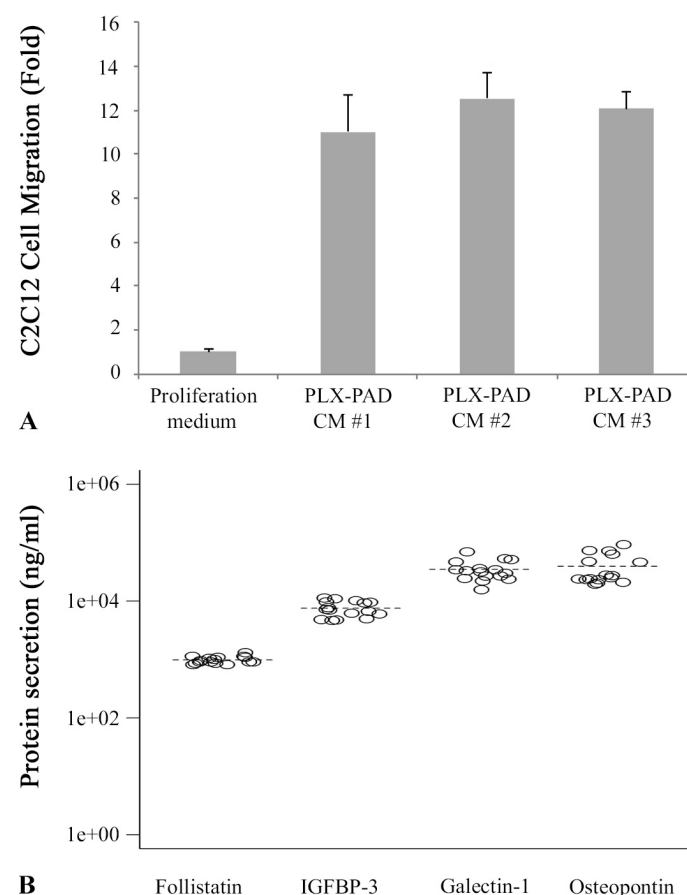 C2C12 Cell Migration (Fold)
16
14
12
10
8
6
4
2
0
Proliferation medium
PLX-PAD CM #1
PLX-PAD CM #2
PLX-PAD CM #3
A
Protein secretion (ng/ml)
1e+06
1e+04
1e+02
1e+00
B
Follistatin
IGFBP-3
Galectin-1
Osteopontin